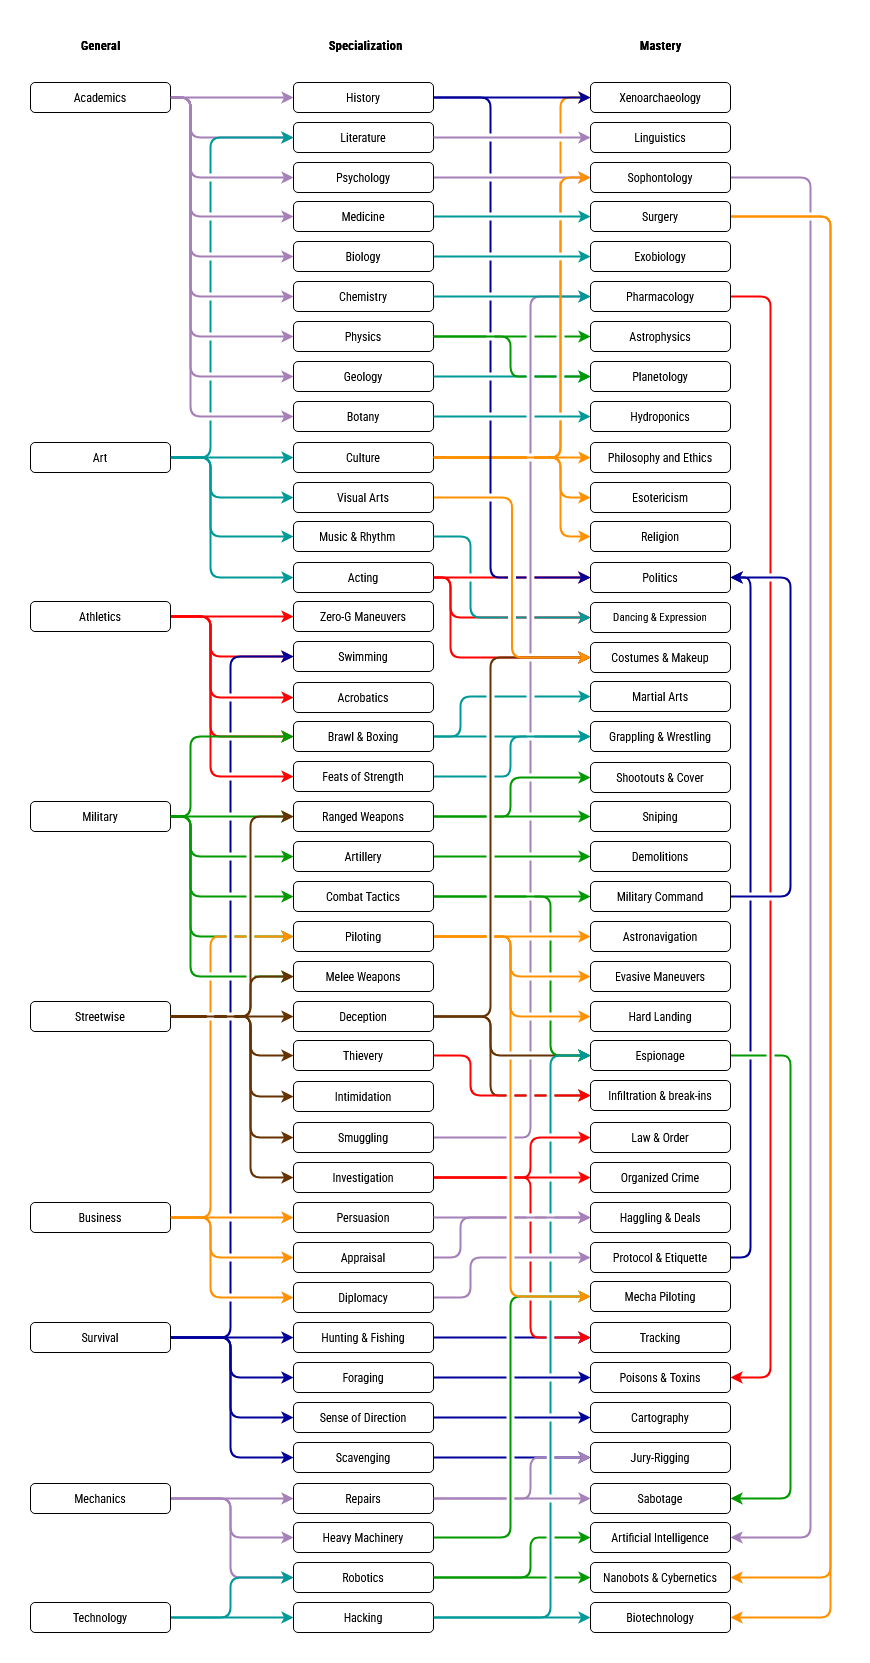 General
Specialization
Mastery
Academics
History
Xenoarchaeology
Literature
Linguistics
Psychology
Sophontology
Medicine
Surgery
Biology
Exobiology
Chemistry
Pharmacology
Physics
Astrophysics
Geology
Planetology
Botany
Hydroponics
Art
Culture
Philosophy and Ethics
Visual Arts
Esotericism
Music & Rhythm
Religion
Acting
Politics
Athletics
Zero-G Maneuvers
Dancing & Expression
Swimming
Costumes & Makeup
Acrobatics
Martial Arts
Brawl & Boxing
Grappling & Wrestling
Feats of Strength
Shootouts & Cover
Military
Ranged Weapons
Sniping
Artillery
Demolitions
Combat Tactics
Military Command
Piloting
Astronavigation
Melee Weapons
Evasive Maneuvers
Streetwise
Deception
Hard Landing
Thievery
Espionage
Intimidation
Infiltration & break-ins
Smuggling
Law & Order
Investigation
Organized Crime
Business
Persuasion
Haggling & Deals
Appraisal
Protocol & Etiquette
Diplomacy
Mecha Piloting
Survival
Hunting & Fishing
Tracking
Foraging
Poisons & Toxins
Sense of Direction
Cartography
Scavenging
Jury-Rigging
Mechanics
Repairs
Sabotage
Heavy Machinery
Artificial Intelligence
Robotics
Nanobots & Cybernetics
Technology
Hacking
Biotechnology